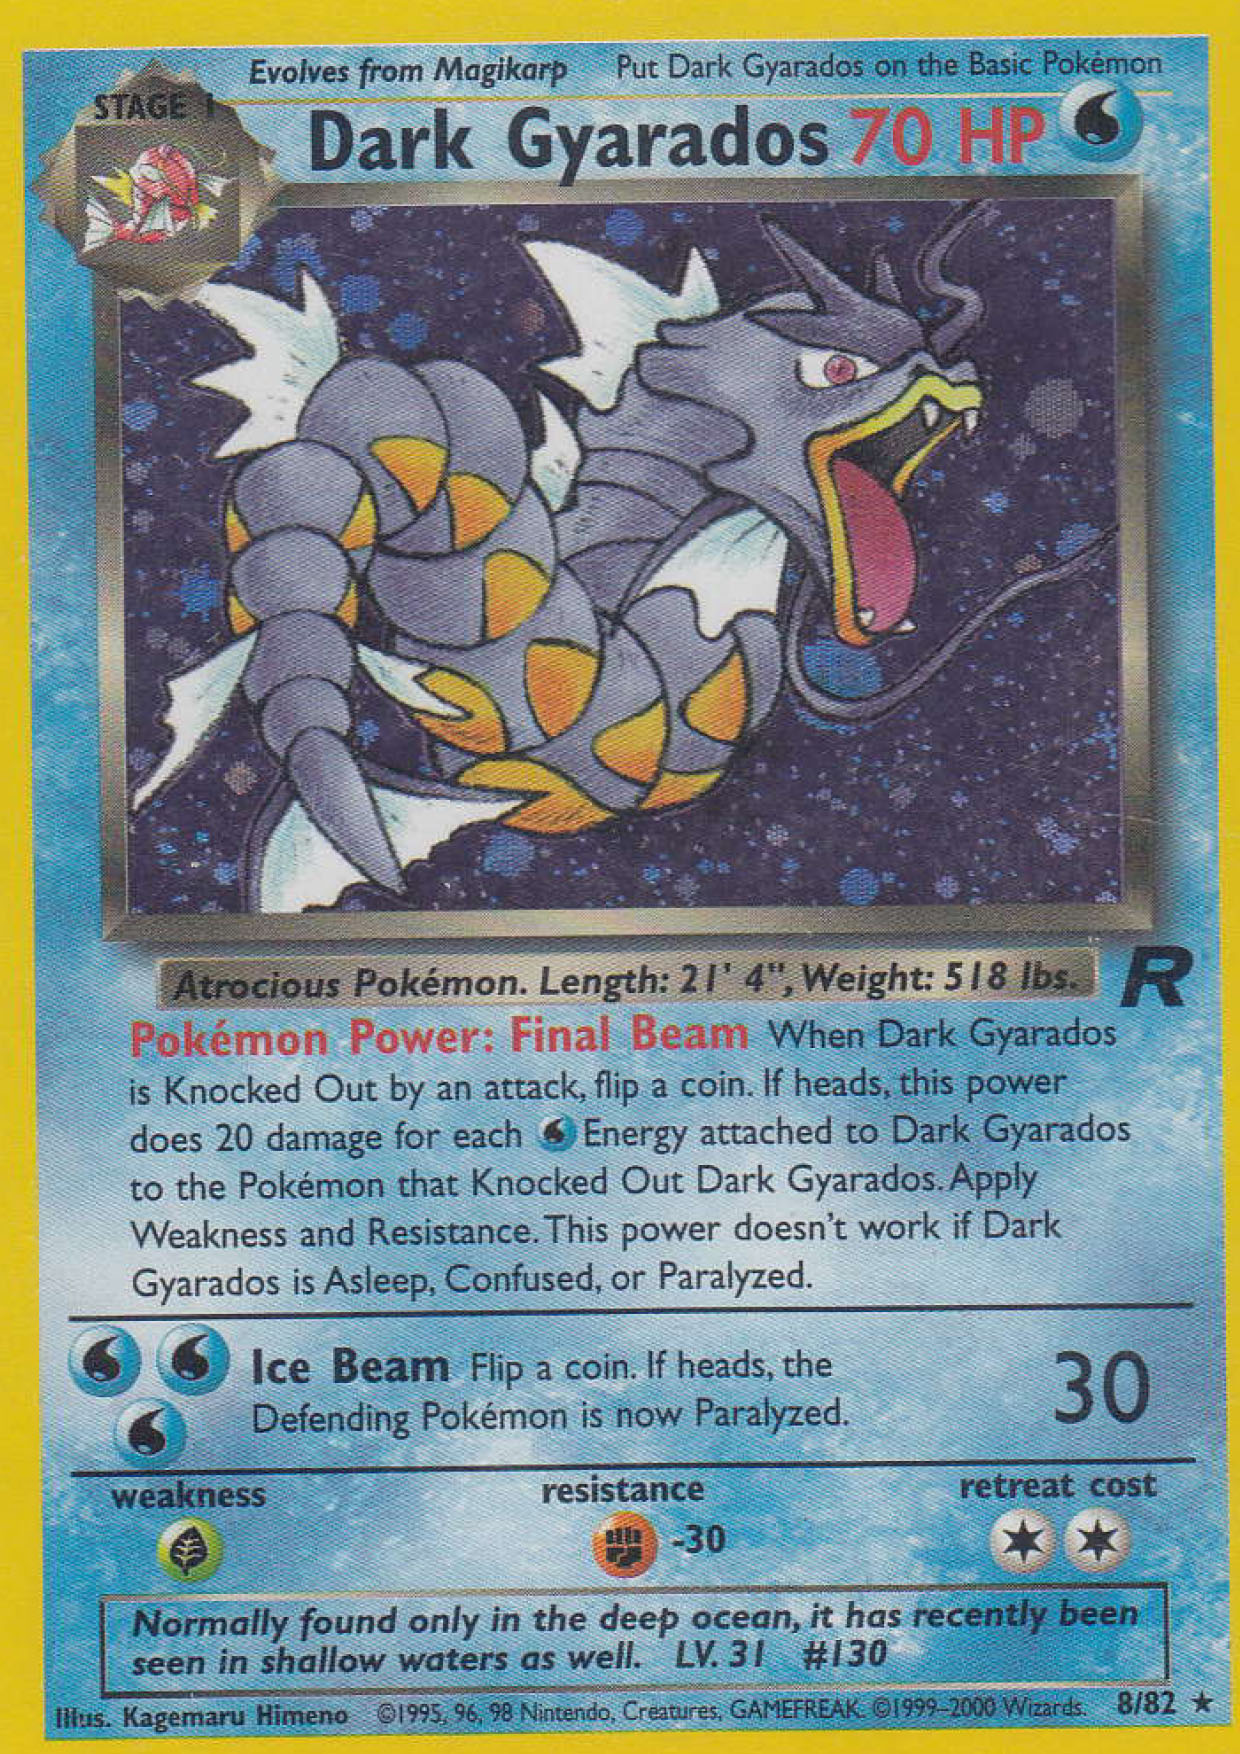 Evolves from Magikarp Put Dark Gyarados on the Basic Pokémon
STAGE 1
Dark Gyarados 70 HP
Atrocious Pokémon. Length: 21' 4", Weight: 518 lbs.
R
Pokémon Power: Final Beam When Dark Gyarados
is Knocked Out by an attack, flip a coin. If heads, this power
does 20 damage for each Energy attached to Dark Gyarados
to the Pokémon that Knocked Out Dark Gyarados. Apply
Weakness and Resistance. This power doesn't work if Dark
Gyarados is Asleep, Confused, or Paralyzed.
Ice Beam Flip a coin. If heads, the
Defending Pokémon is now Paralyzed.
30
weakness resistance retreat cost
-30
Normally found only in the deep ocean, it has recently been
seen in shallow waters as well. LV. 31 #130
Illus. Kagemaru Himeno ©1995, 96, 98 Nintendo, Creatures, GAMEFREAK. ©1999–2000 Wizards. 8/82 ★